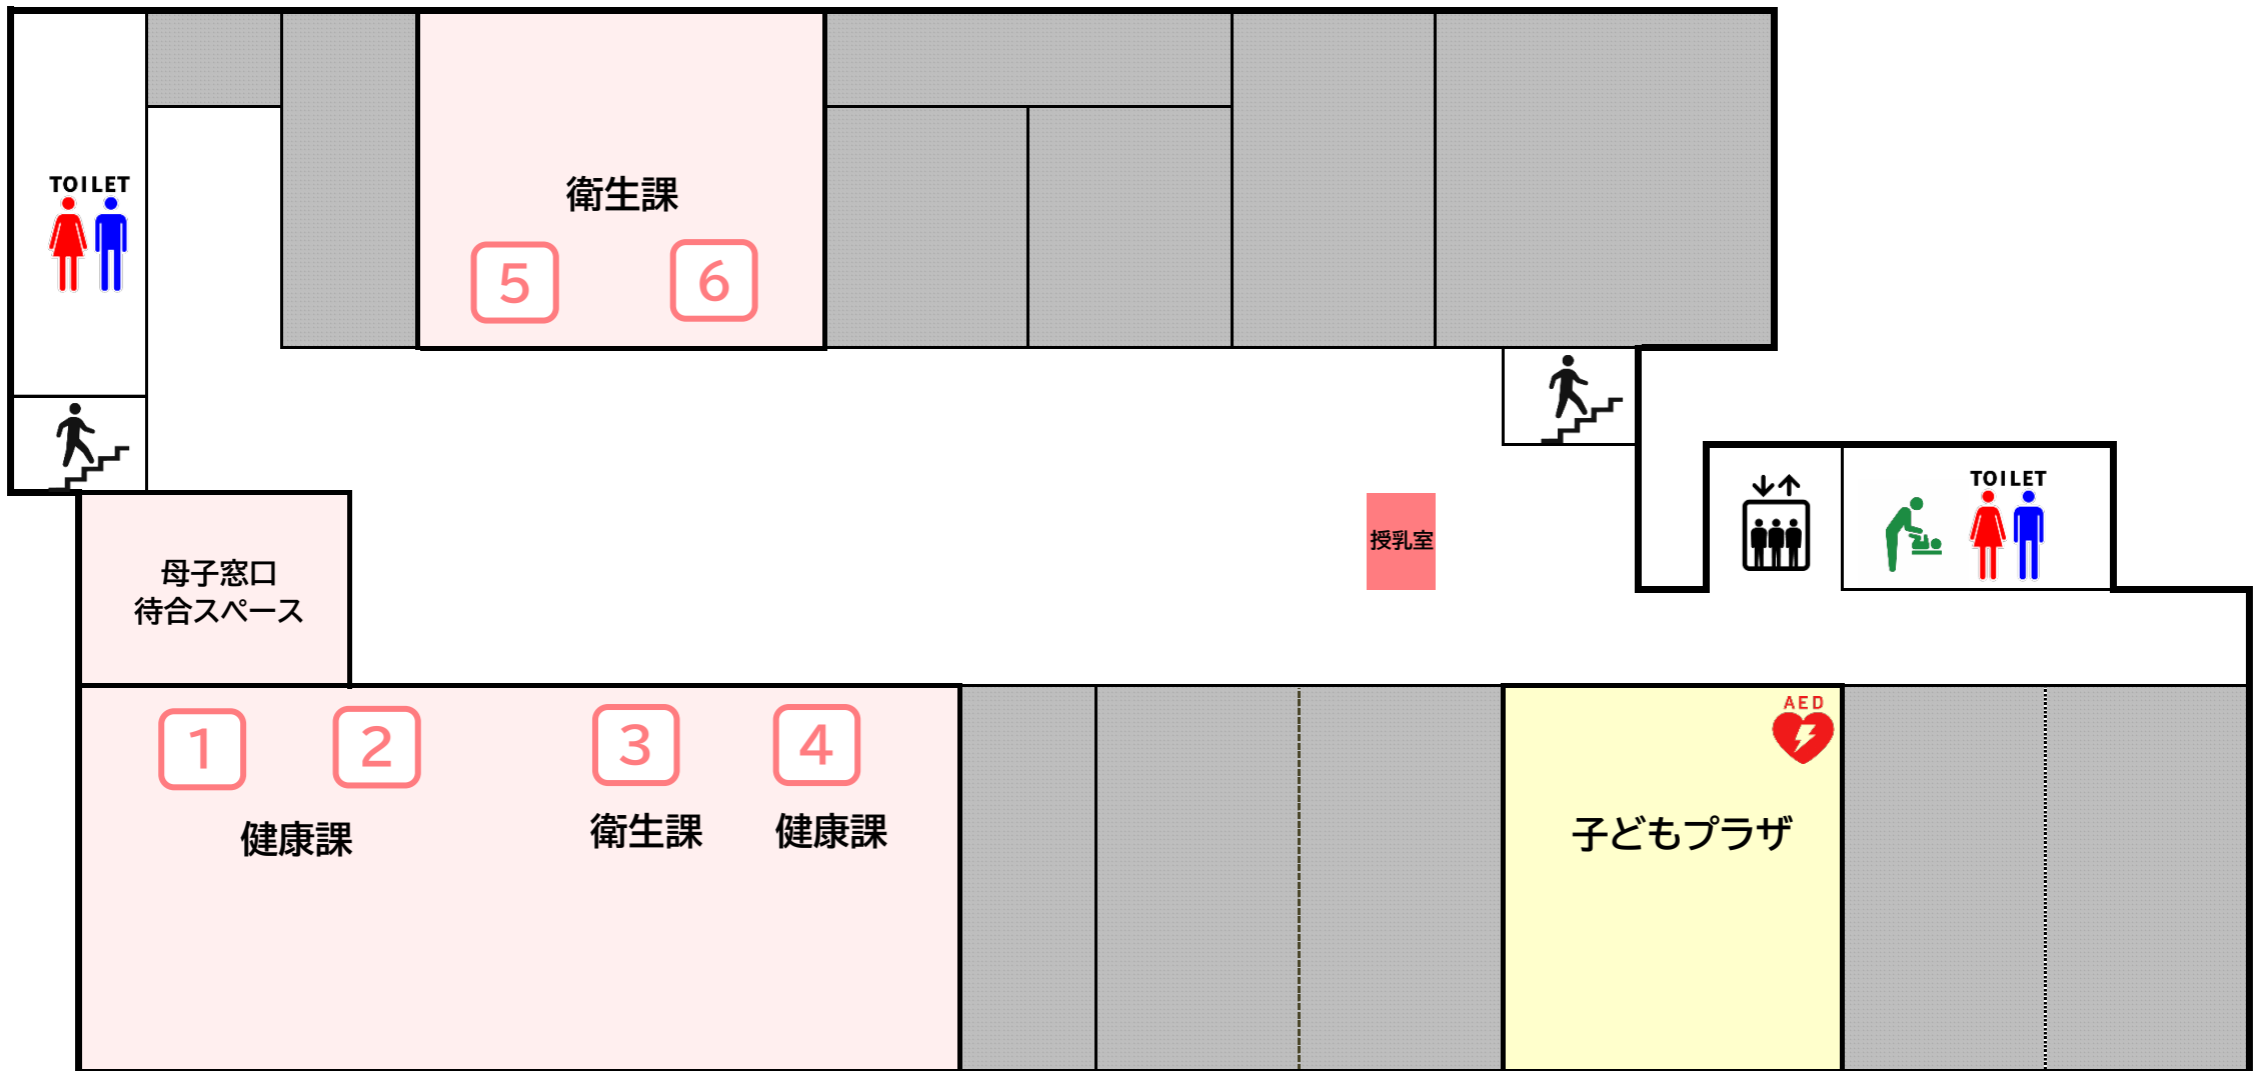 TOILET
衛生課
5
6
授乳室
TOILET
母子窓口
待合スペース
1
2
3
4
健康課
衛生課
健康課
AED
子どもプラザ